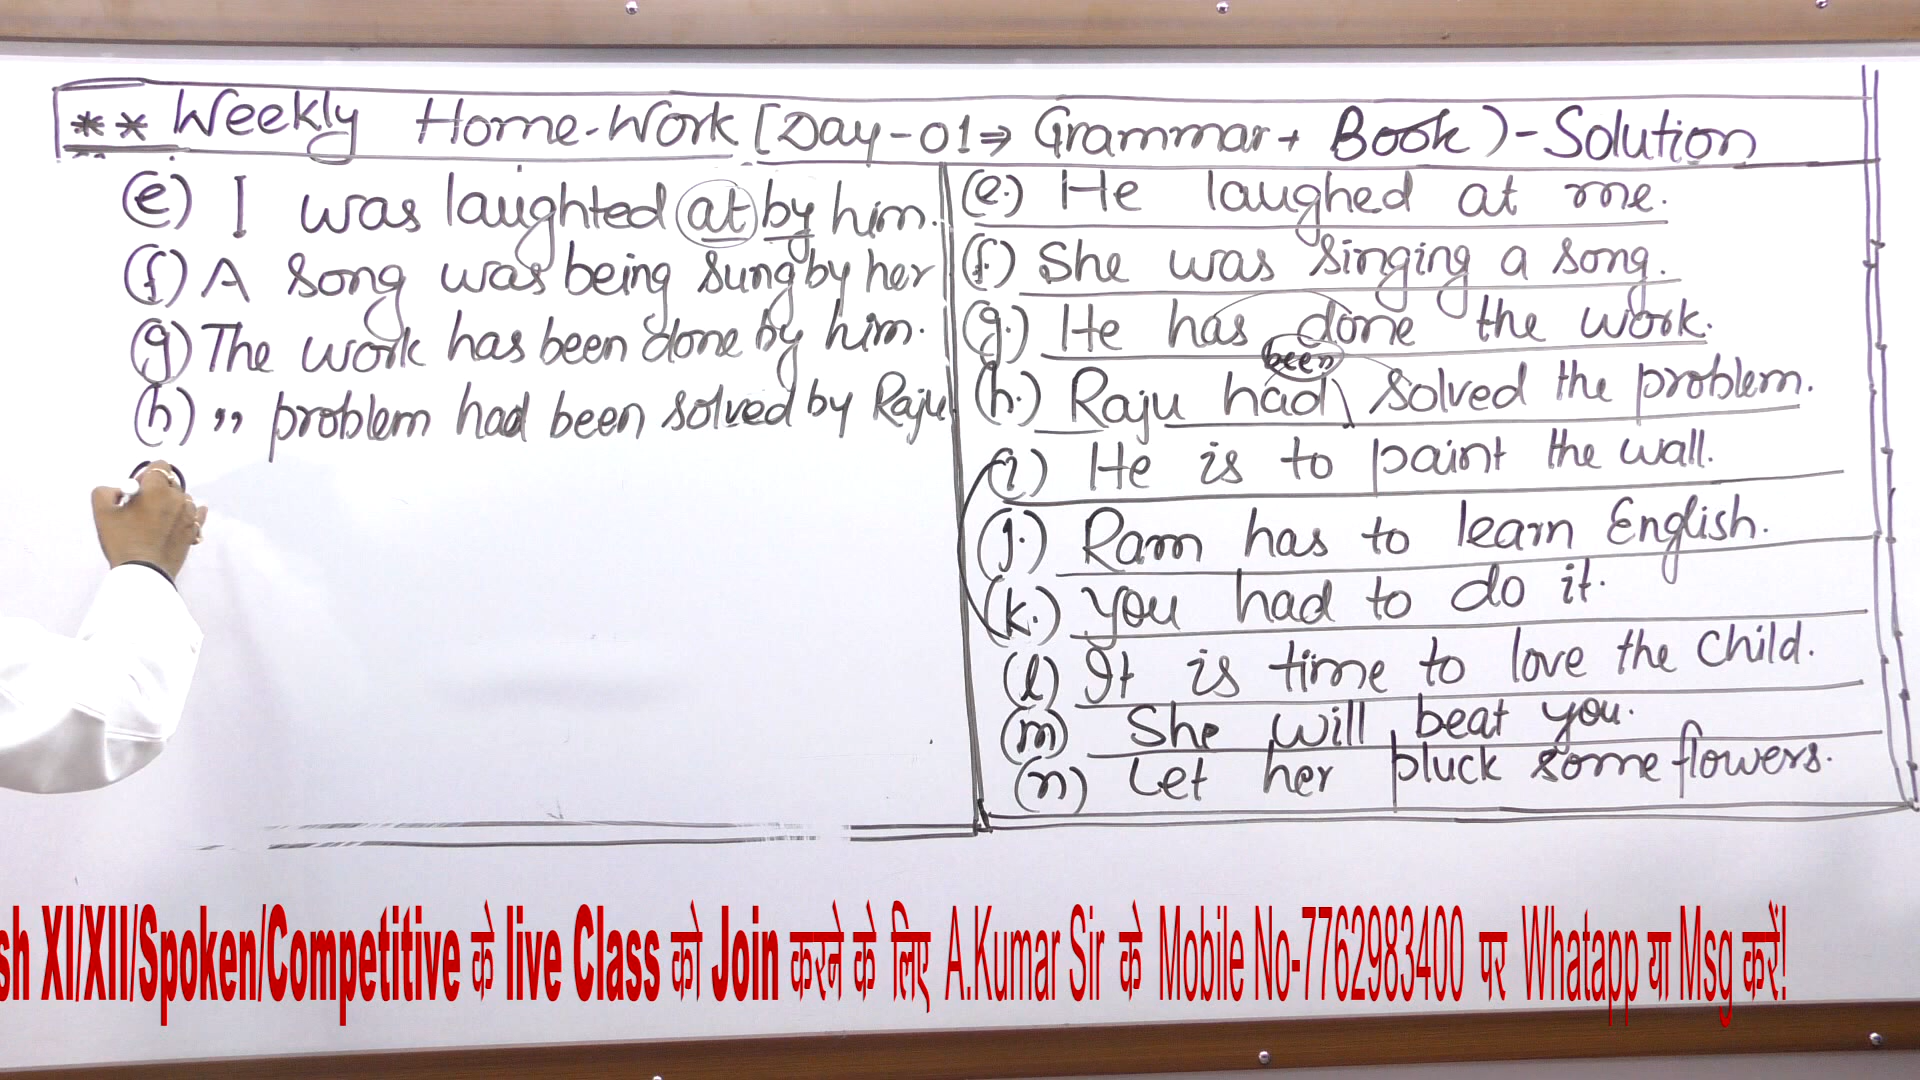 ** Weekly Home-Work [Day-01⇒ Grammar + Book) - Solution
(e) I was laughted at by him.
(f) A song was being sung by her
(g) The work has been done by him.
(h) ,, problem had been solved by Raju
(e.) He laughed at me.
(f.) She was singing a song.
(g.) He has done the work.
been
(h.) Raju had solved the problem.
(i) He is to paint the wall.
(j.) Ram has to learn English.
(k.) You had to do it.
(l) It is time to love the child.
(m) She will beat you.
(n) Let her pluck some flowers.
sh XI/XII/Spoken/Competitive के live Class को Join करने के लिए A.Kumar Sir के Mobile No-7762983400 पर Whatapp या Msg करें!